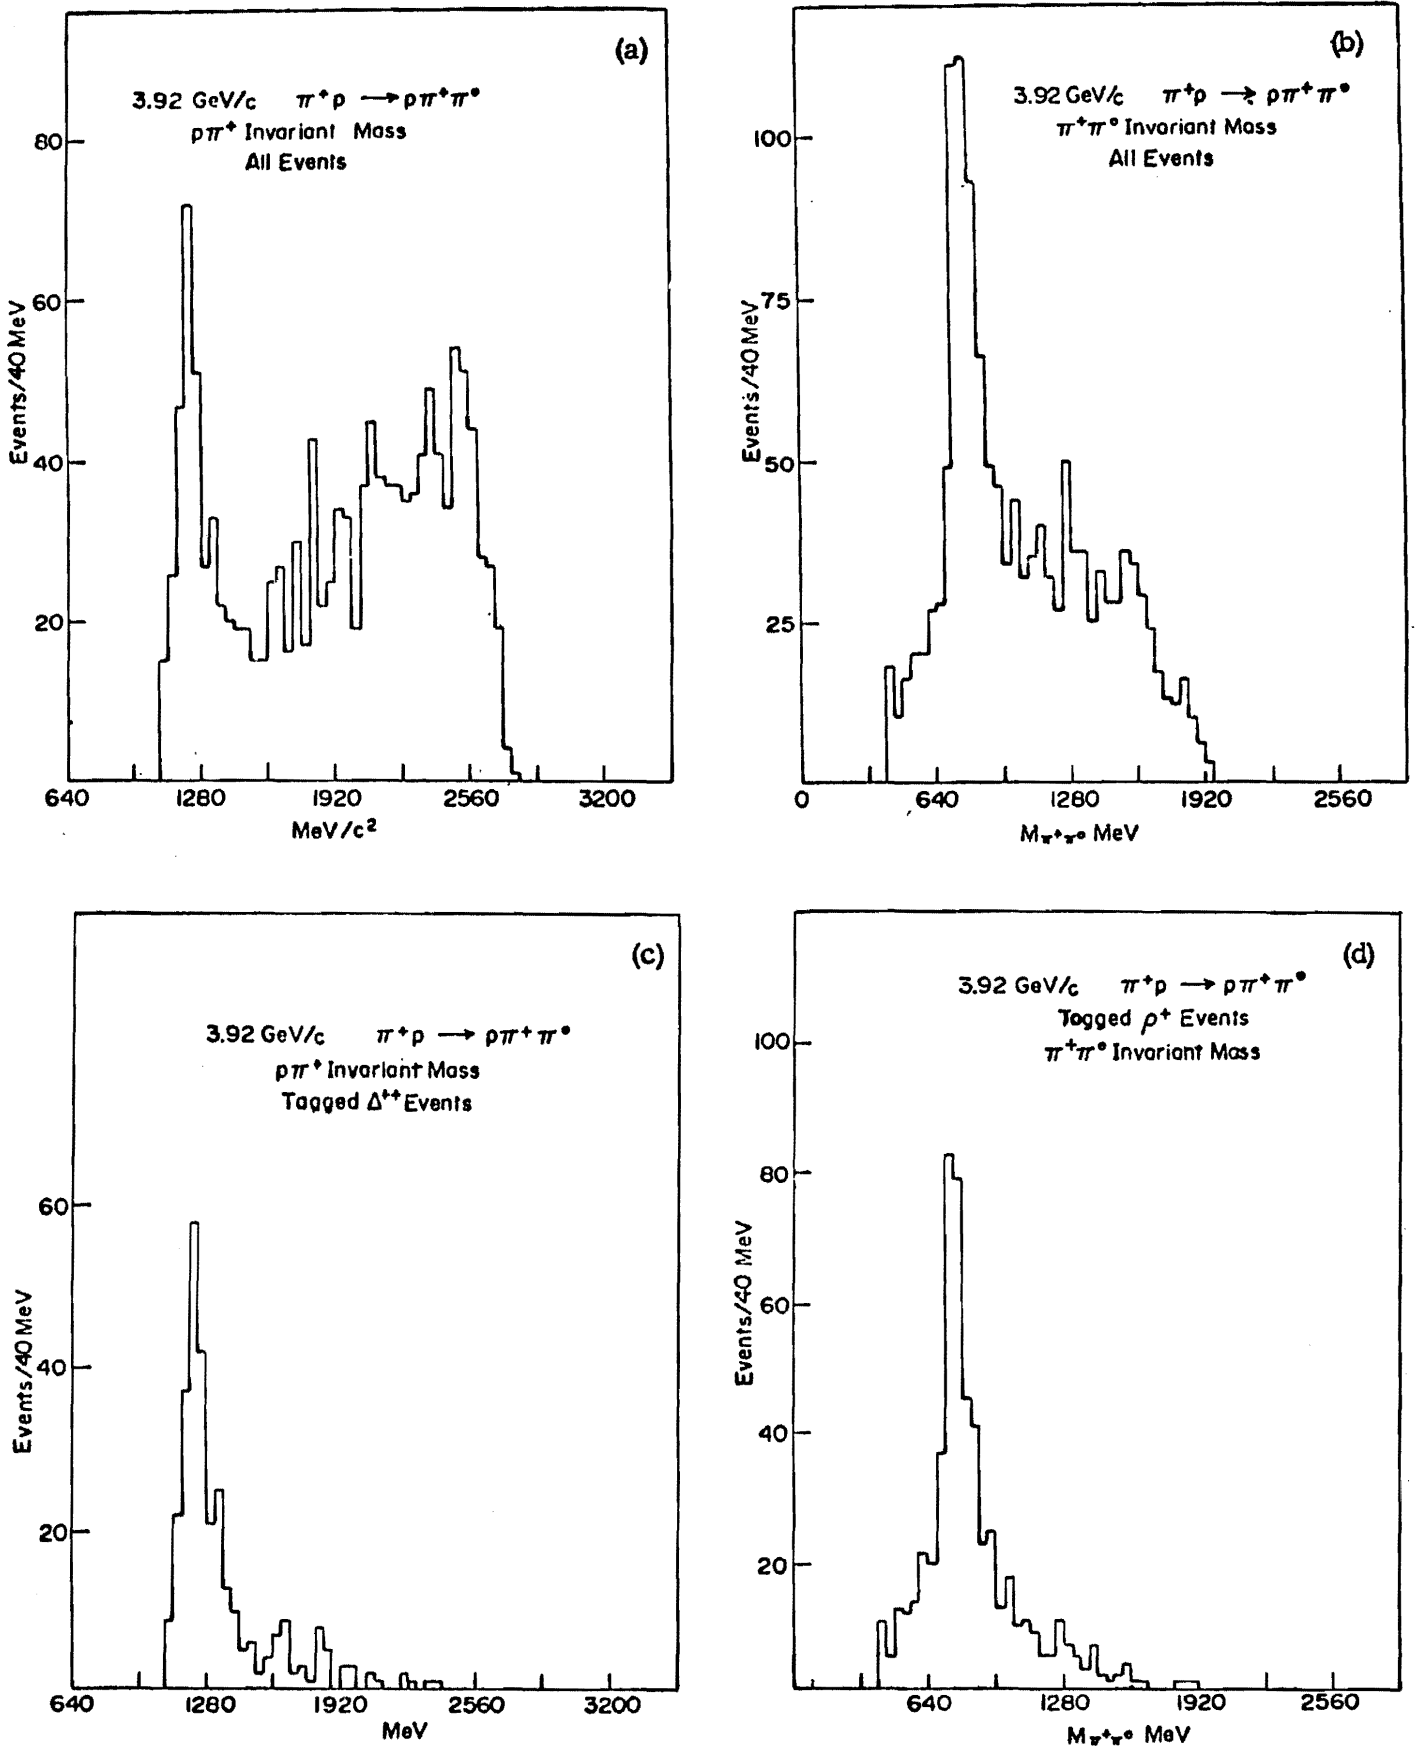 (a)
3.92 GeV/c π⁺p → pπ⁺π°
pπ⁺ Invariant Mass
All Events
80
60
40
20
Events/40 MeV
640 1280 1920 2560 3200
MeV/c²
(b)
3.92 GeV/c π⁺p → pπ⁺π°
π⁺π° Invariant Mass
All Events
100
75
50
25
Events/40 MeV
0 640 1280 1920 2560
Mπ⁺π° MeV
(c)
3.92 GeV/c π⁺p → pπ⁺π°
pπ⁺ Invariant Mass
Tagged Δ⁺⁺ Events
60
40
20
Events/40 MeV
640 1280 1920 2560 3200
MeV
(d)
3.92 GeV/c π⁺p → pπ⁺π°
Tagged ρ⁺ Events
π⁺π° Invariant Mass
100
80
60
40
20
Events/40 MeV
640 1280 1920 2560
Mπ⁺π° MeV